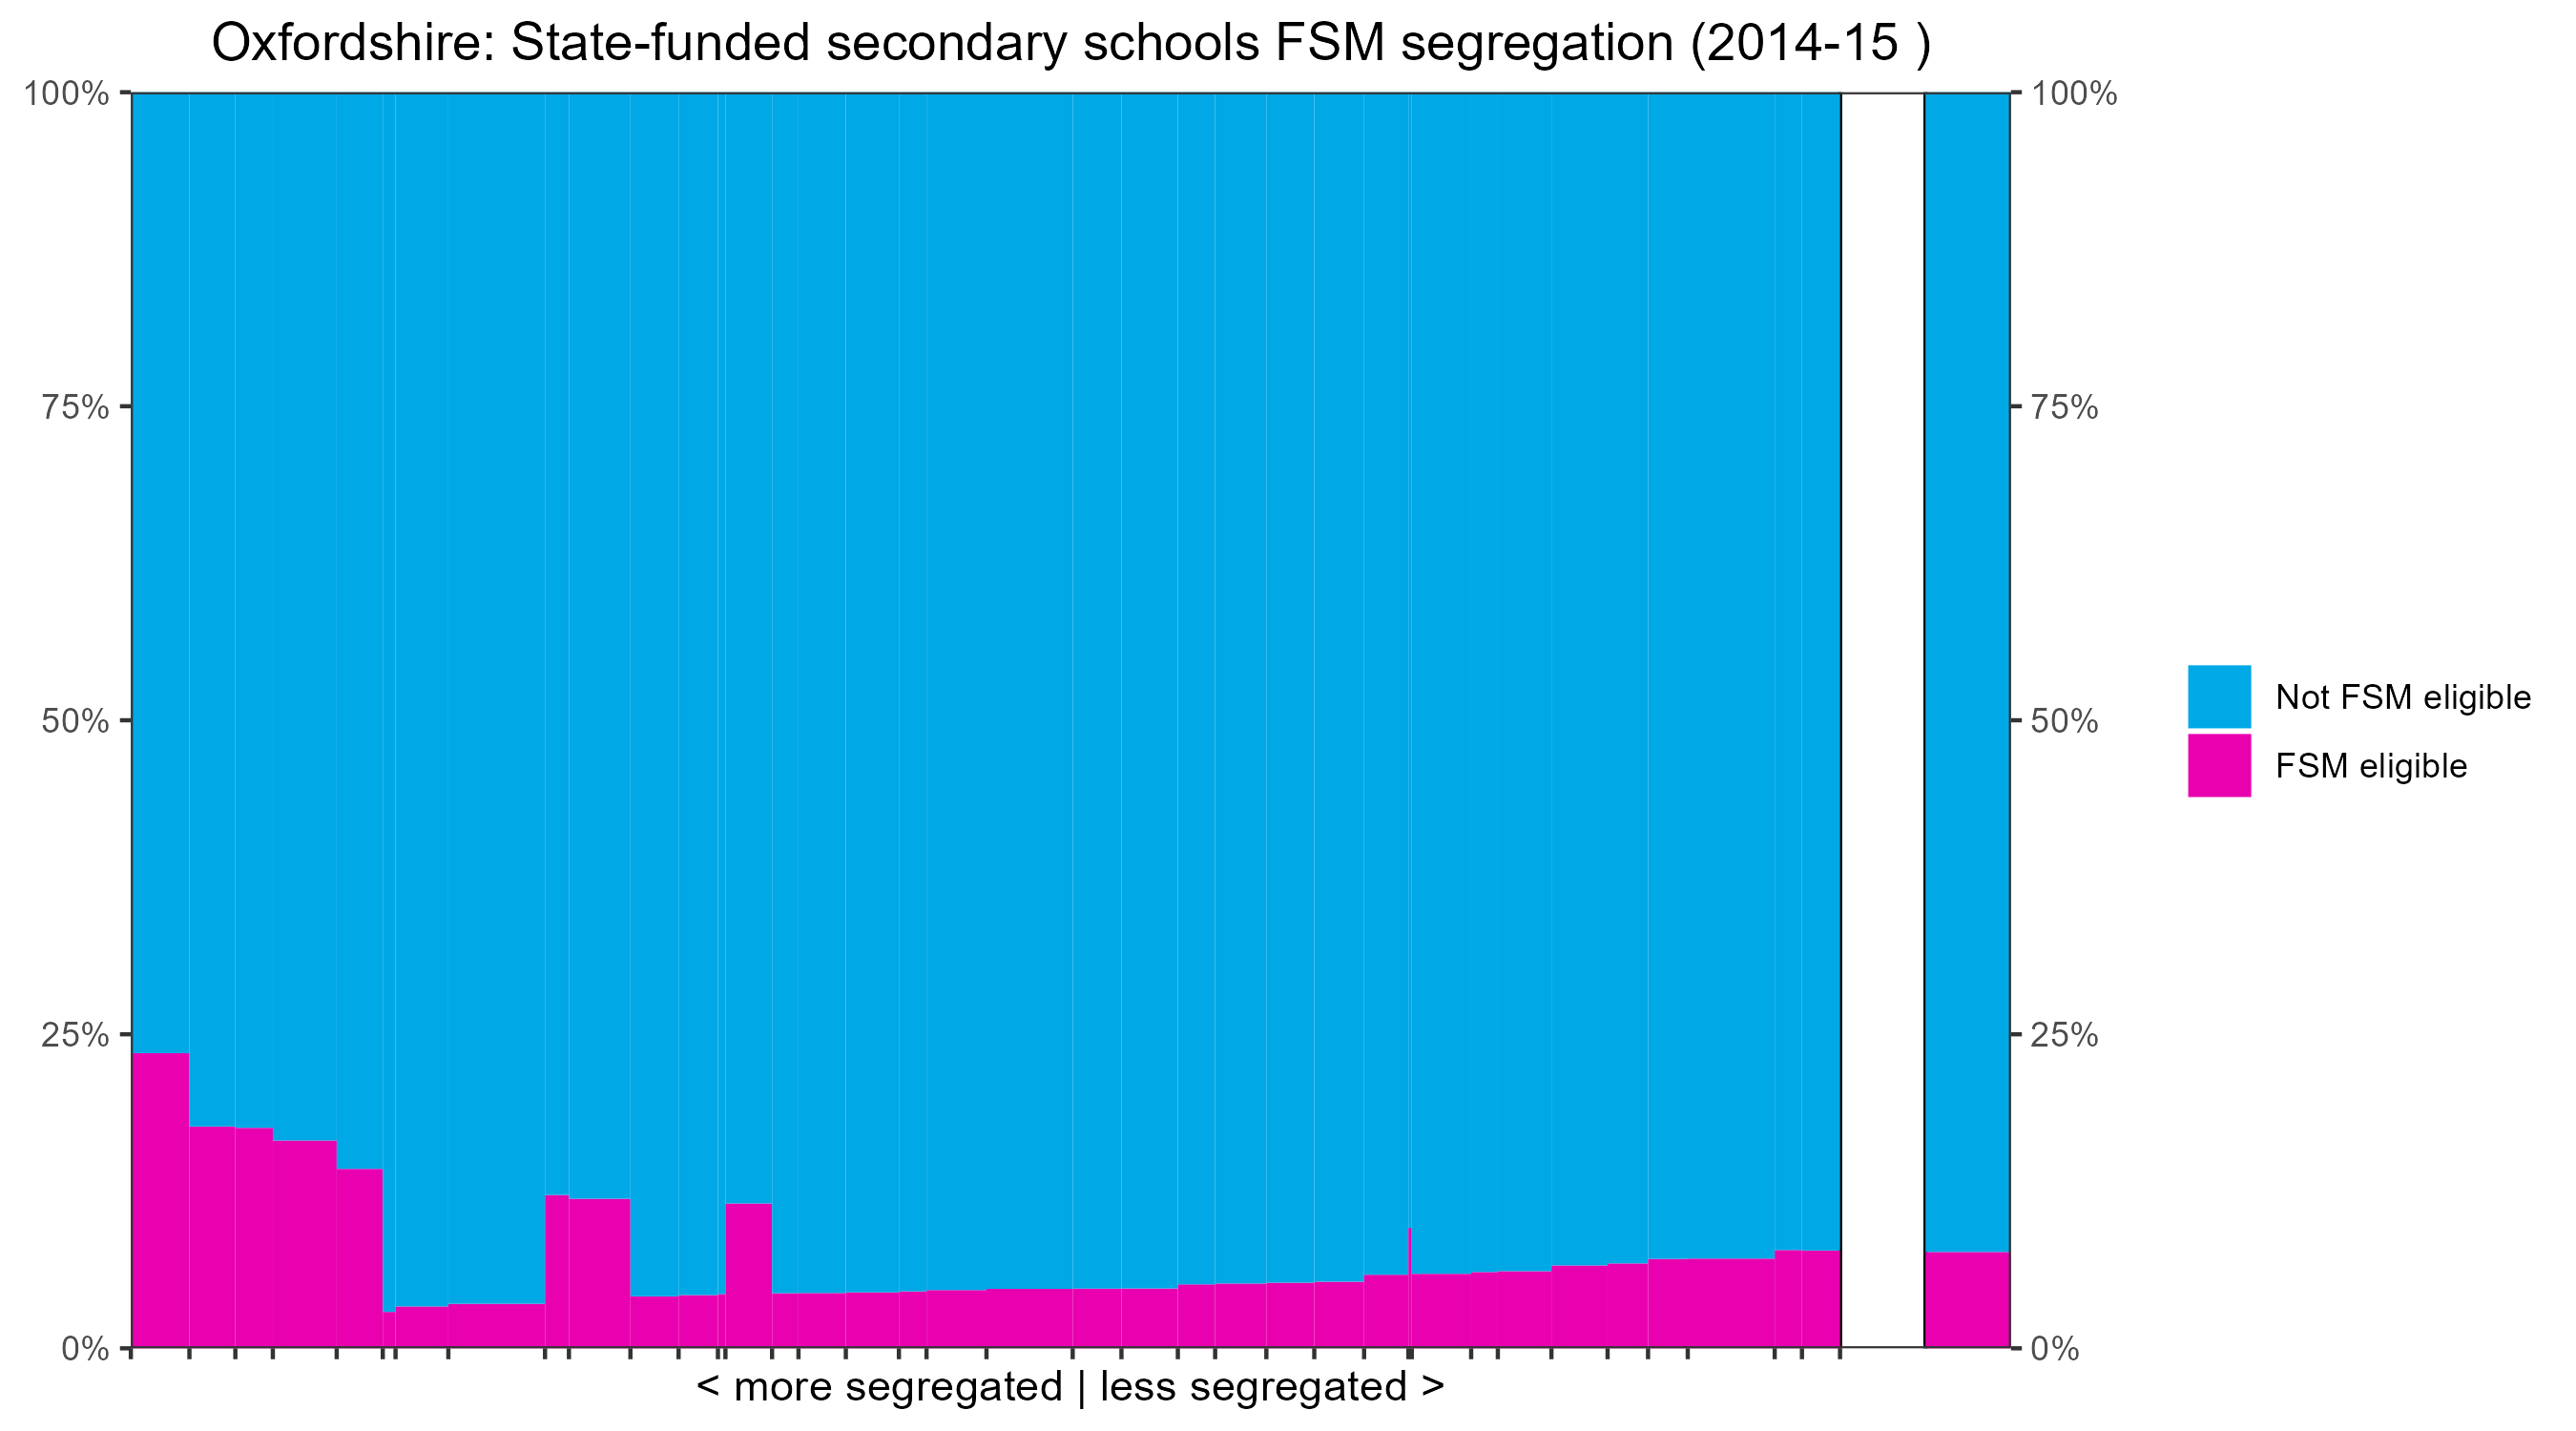 Oxfordshire: State-funded secondary schools FSM segregation (2014-15 )
100%
75%
50%
25%
0%
100%
75%
50%
25%
0%
< more segregated | less segregated >
Not FSM eligible
FSM eligible